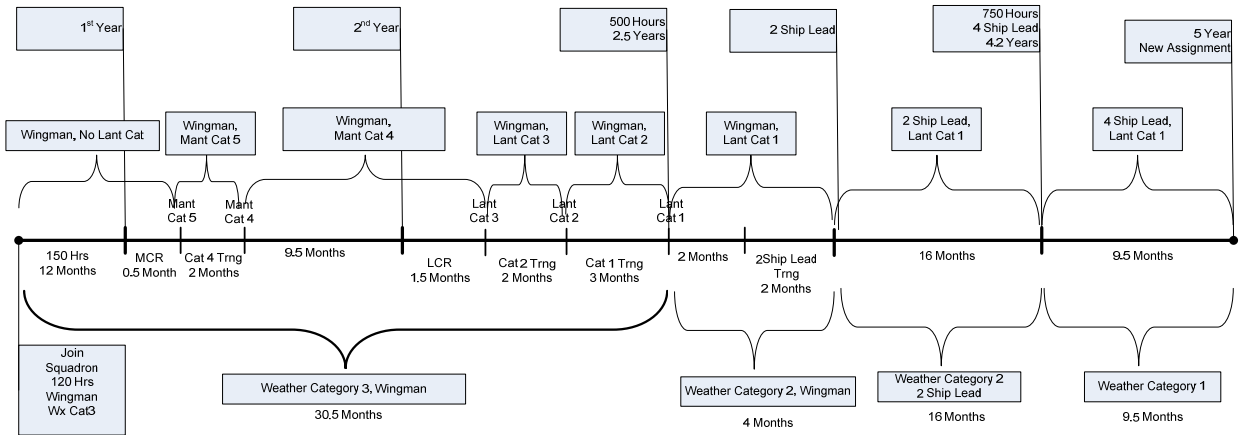 1st Year
2nd Year
500 Hours
2.5 Years
2 Ship Lead
750 Hours
4 Ship Lead
4.2 Years
5 Year
New Assignment
Wingman, No Lant Cat
Wingman,
Mant Cat 5
Wingman,
Mant Cat 4
Wingman,
Lant Cat 3
Wingman,
Lant Cat 2
Wingman,
Lant Cat 1
2 Ship Lead,
Lant Cat 1
4 Ship Lead,
Lant Cat 1
Mant
Cat 5
Mant
Cat 4
Lant
Cat 3
Lant
Cat 2
Lant
Cat 1
150 Hrs
12 Months
MCR
0.5 Month
Cat 4 Trng
2 Months
9.5 Months
LCR
1.5 Months
Cat 2 Trng
2 Months
Cat 1 Trng
3 Months
2 Months
2Ship Lead
Trng
2 Months
16 Months
9.5 Months
Join
Squadron
120 Hrs
Wingman
Wx Cat3
Weather Category 3, Wingman
30.5 Months
Weather Category 2, Wingman
4 Months
Weather Category 2
2 Ship Lead
16 Months
Weather Category 1
9.5 Months